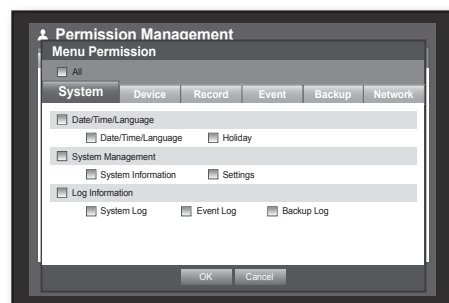 Permission Management
Menu Permission
All
System Device Record Event Backup Network
Date/Time/Language
Date/Time/Language Holiday
System Management
System Information Settings
Log Information
System Log Event Log Backup Log
OK Cancel